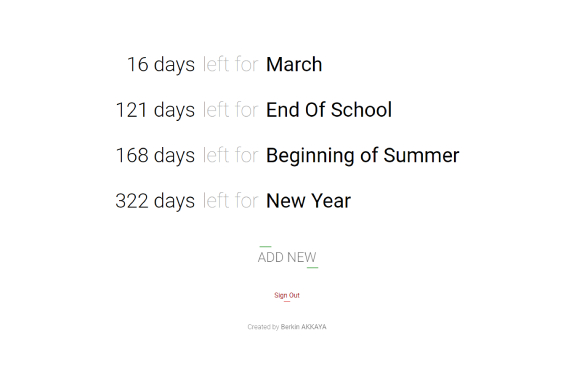 16 days left for March
121 days left for End Of School
168 days left for Beginning of Summer
322 days left for New Year
ADD NEW
Sign Out
Created by Berkin AKKAYA